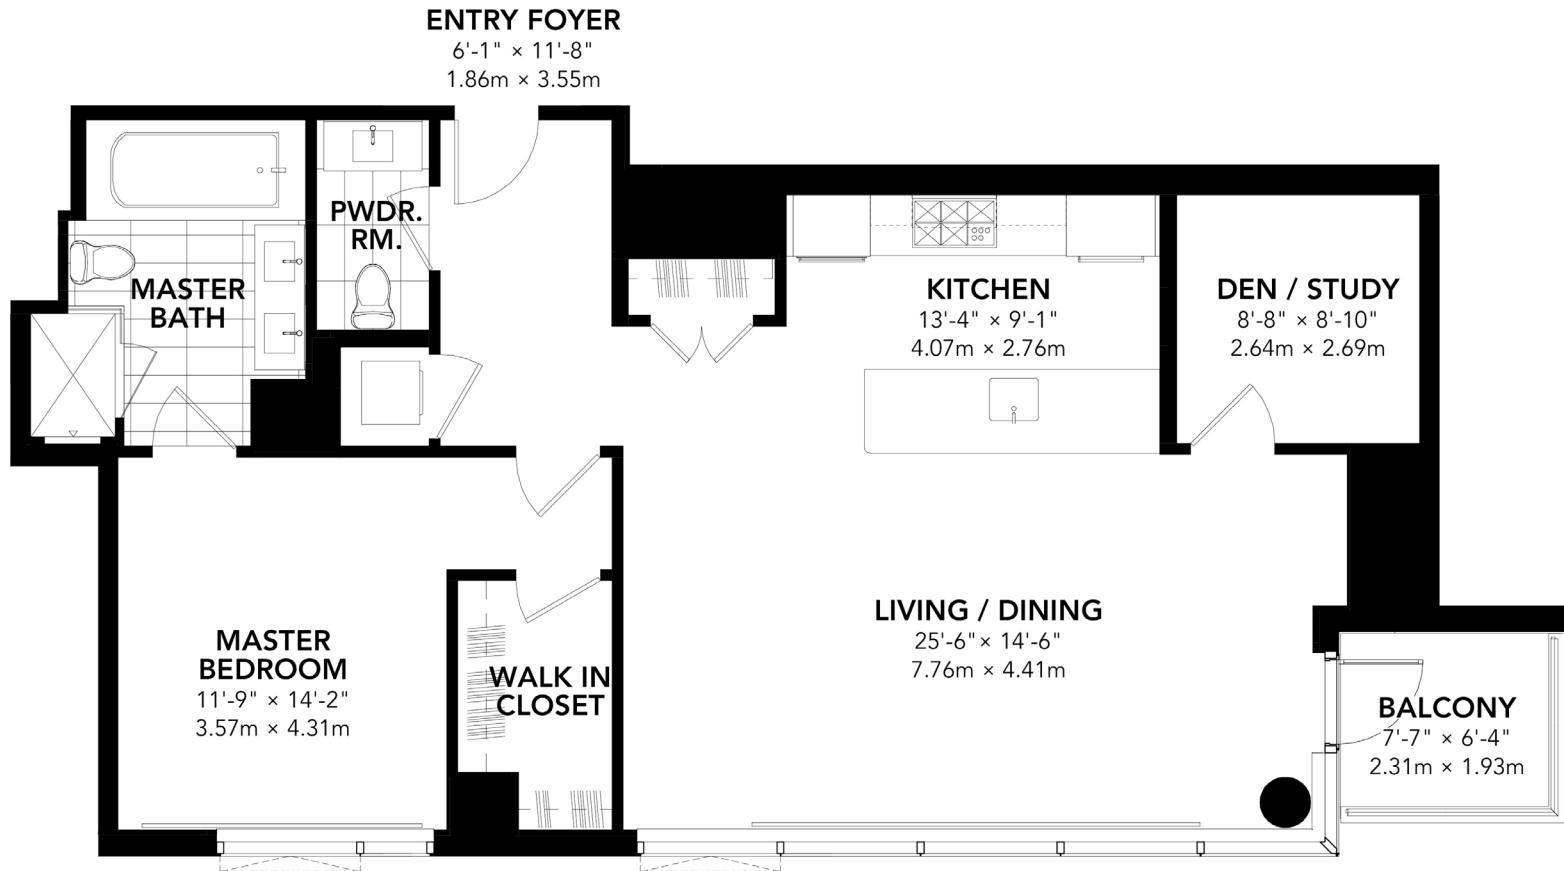 ENTRY FOYER
6'-1" × 11'-8"
1.86m × 3.55m
PWDR.
RM.
MASTER
BATH
KITCHEN
13'-4" × 9'-1"
4.07m × 2.76m
DEN / STUDY
8'-8" × 8'-10"
2.64m × 2.69m
LIVING / DINING
25'-6" × 14'-6"
7.76m × 4.41m
MASTER
BEDROOM
11'-9" × 14'-2"
3.57m × 4.31m
WALK IN
CLOSET
BALCONY
7'-7" × 6'-4"
2.31m × 1.93m